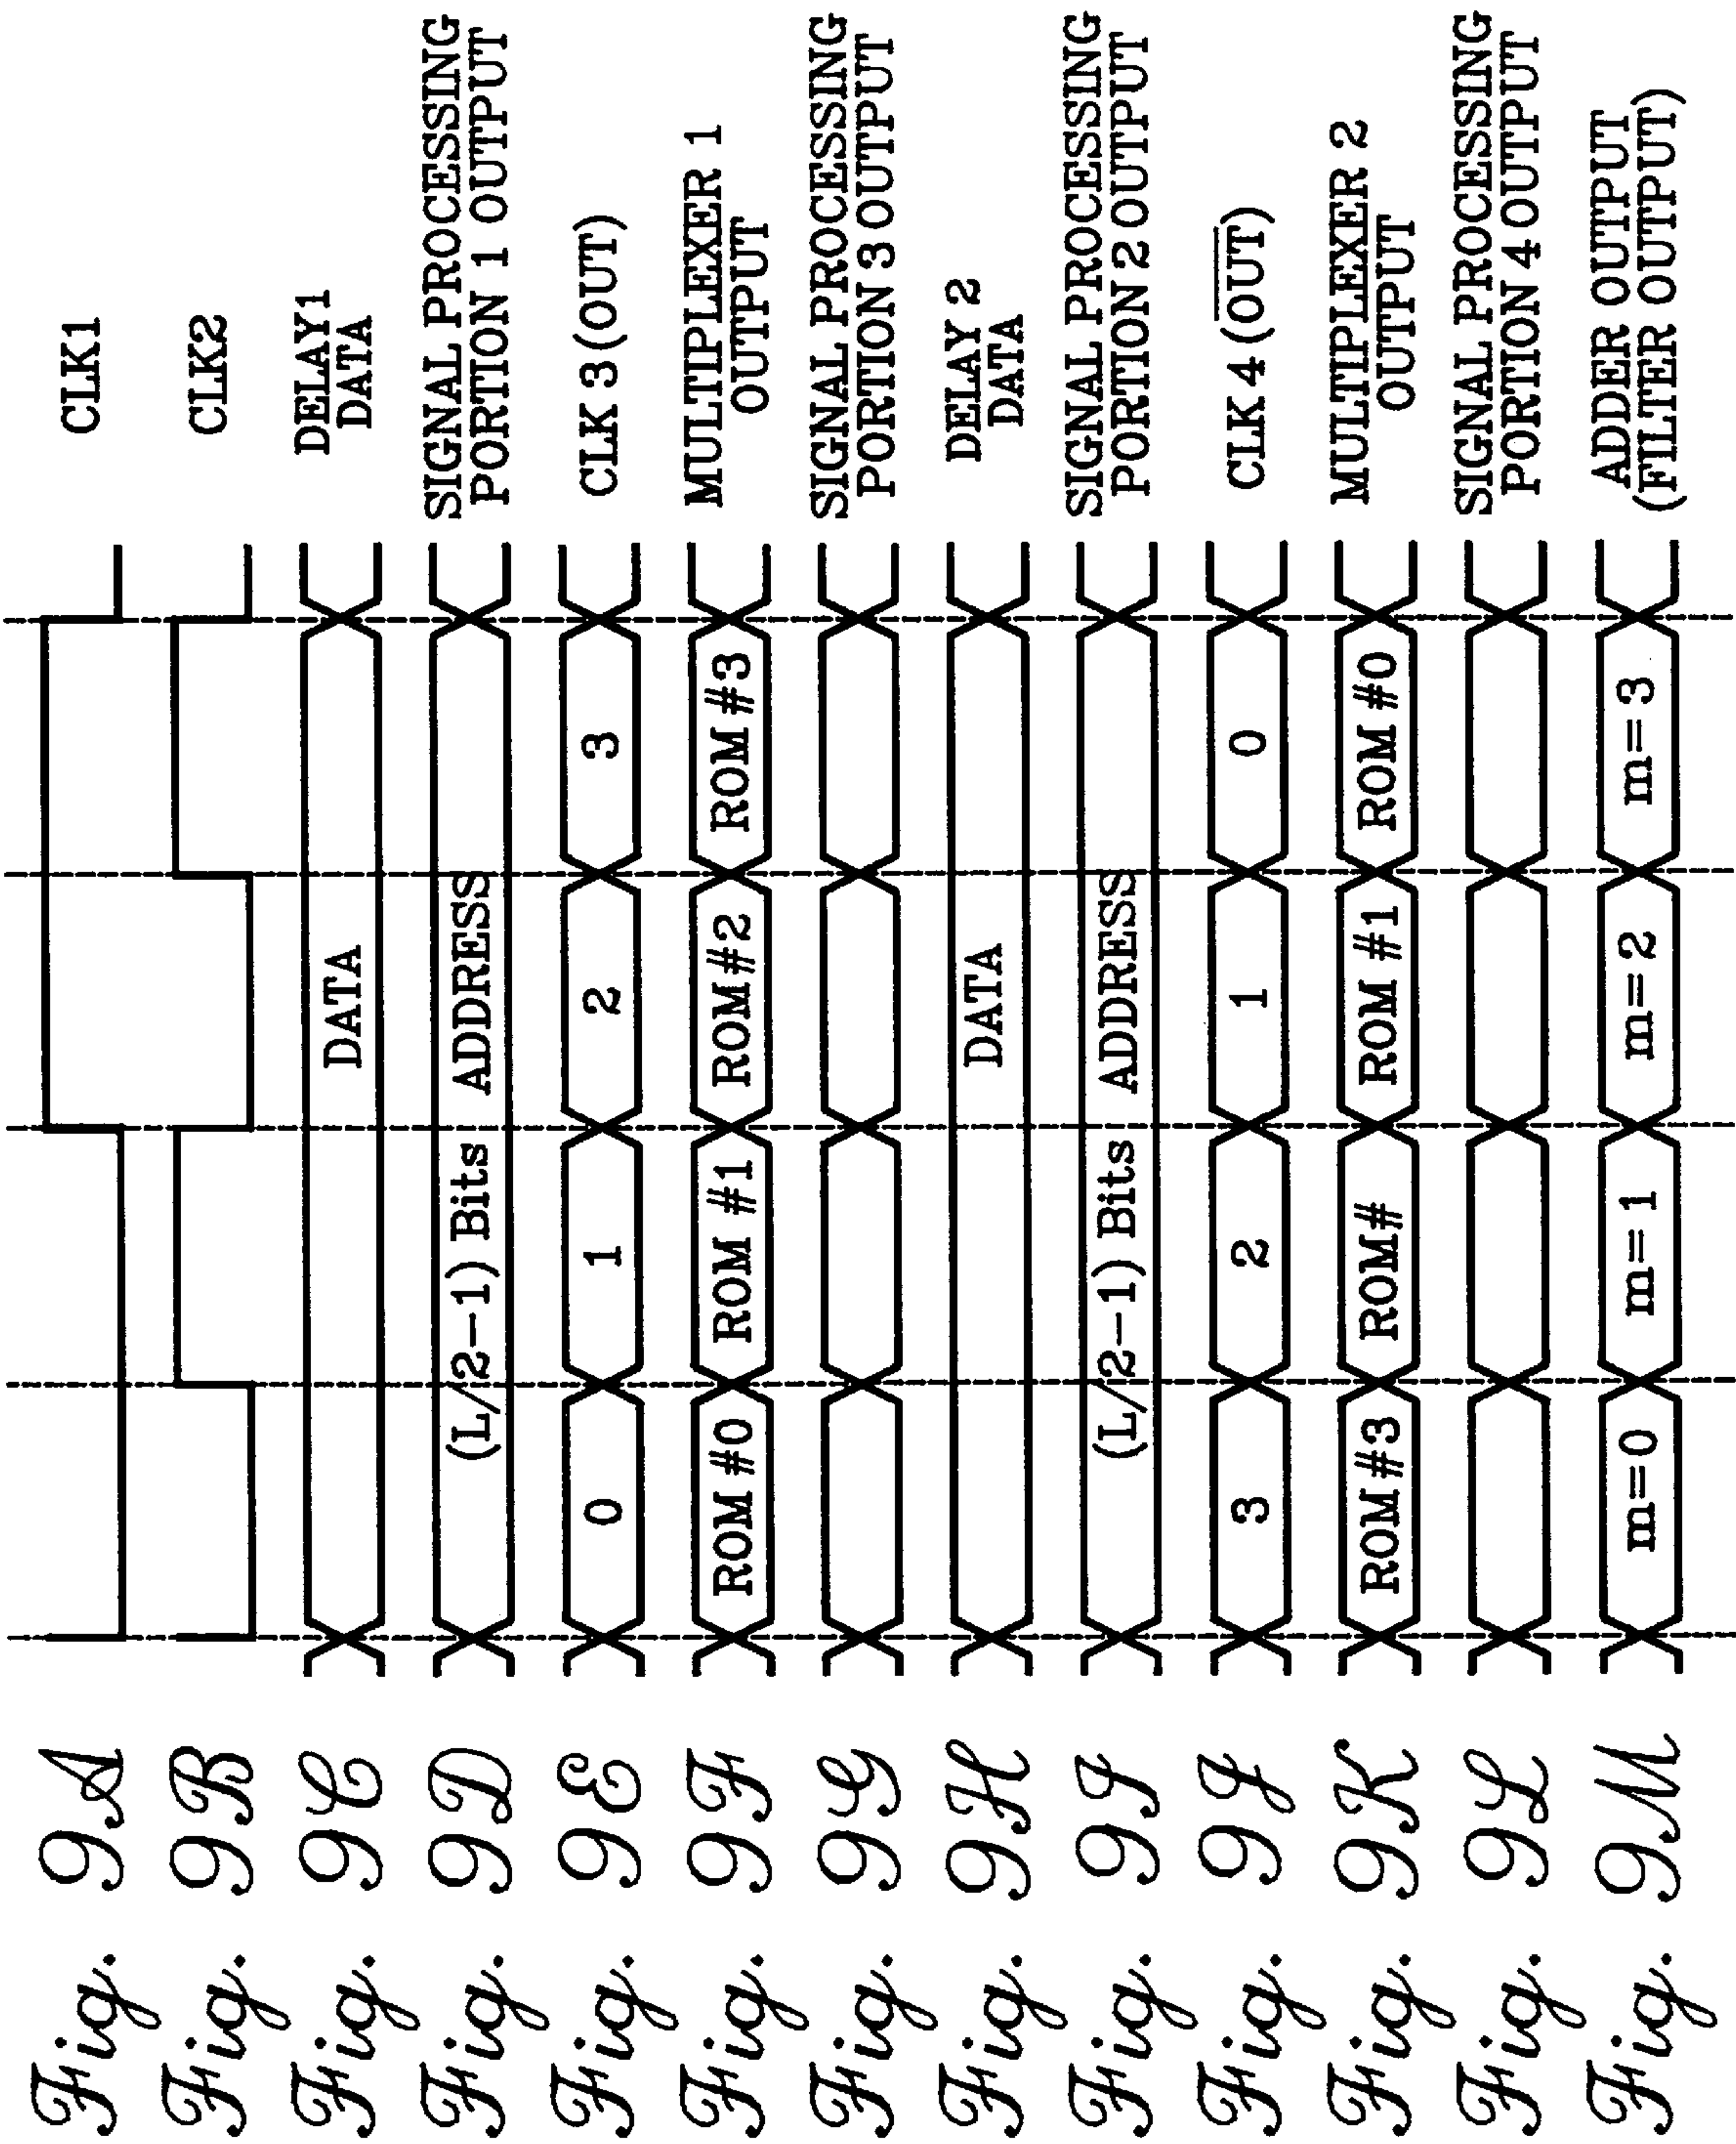 Fig. 9A
CLK1
Fig. 9B
CLK2
Fig. 9C
DATA
DELAY1
DATA
Fig. 9D
(L/2-1) Bits ADDRESS
SIGNAL PROCESSING
PORTION 1 OUTPUT
Fig. 9E
0 1 2 3
CLK 3 (OUT)
Fig. 9F
ROM #0 ROM #1 ROM #2 ROM #3
MULTIPLEXER 1
OUTPUT
Fig. 9G
SIGNAL PROCESSING
PORTION 3 OUTPUT
Fig. 9H
DATA
DELAY 2
DATA
Fig. 9I
(L/2-1) Bits ADDRESS
SIGNAL PROCESSING
PORTION 2 OUTPUT
Fig. 9J
3 2 1 0
CLK 4 (O̅U̅T̅)
Fig. 9K
ROM #3 ROM# ROM #1 ROM #0
MULTIPLEXER 2
OUTPUT
Fig. 9L
SIGNAL PROCESSING
PORTION 4 OUTPUT
Fig. 9M
m=0 m=1 m=2 m=3
ADDER OUTPUT
(FILTER OUTPUT)